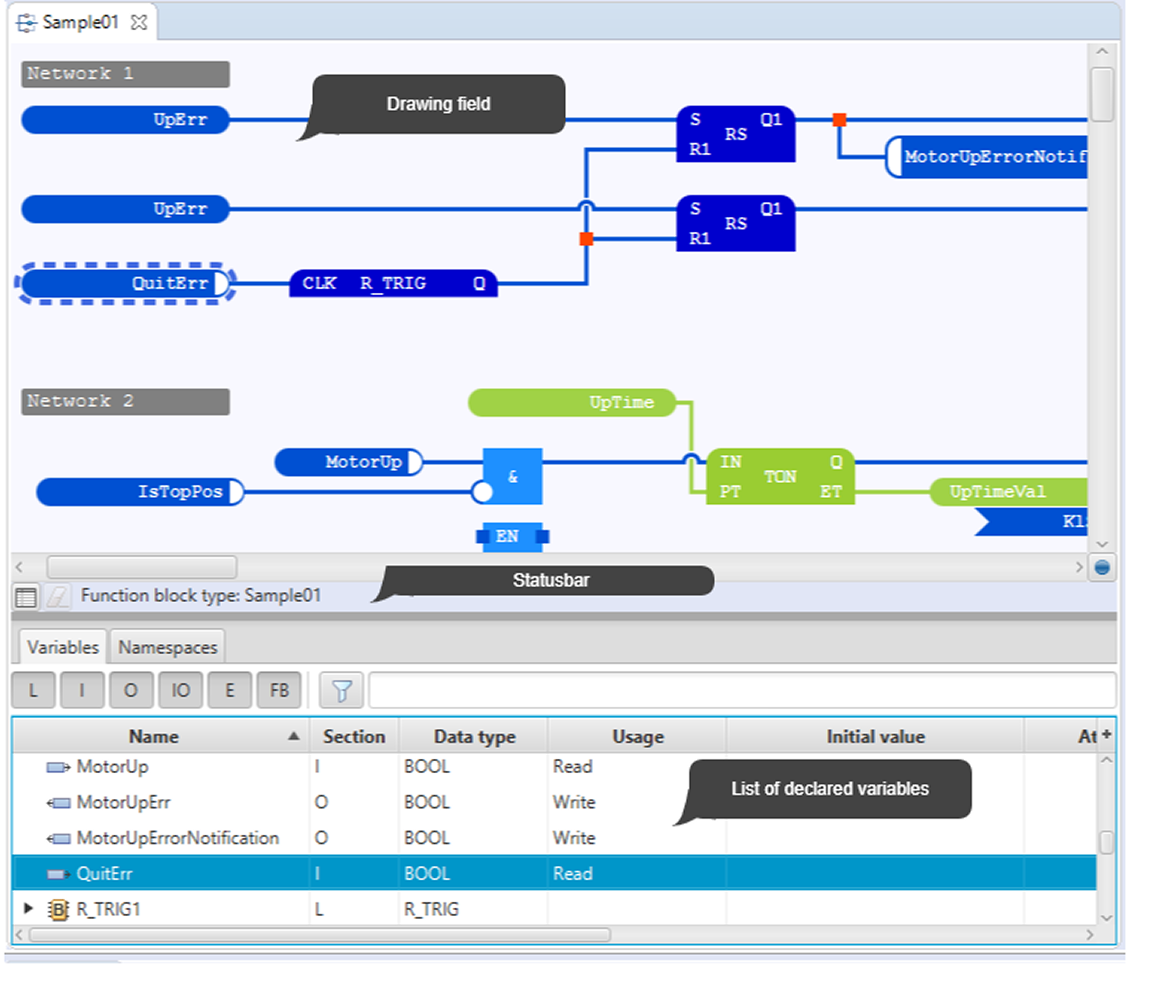 Sample01
Network 1
Drawing field
UpErr
S Q1
RS
R1
MotorUpErrorNotif
UpErr
S Q1
RS
R1
QuitErr
CLK R_TRIG Q
Network 2
UpTime
MotorUp
&
IN Q
TON
PT ET
IsTopPos
UpTimeVal
EN
Kl
Statusbar
Function block type: Sample01
Variables Namespaces
L I O IO E FB
Name Section Data type Usage Initial value At +
MotorUp I BOOL Read
List of declared variables
MotorUpErr O BOOL Write
MotorUpErrorNotification O BOOL Write
QuitErr I BOOL Read
B R_TRIG1 L R_TRIG